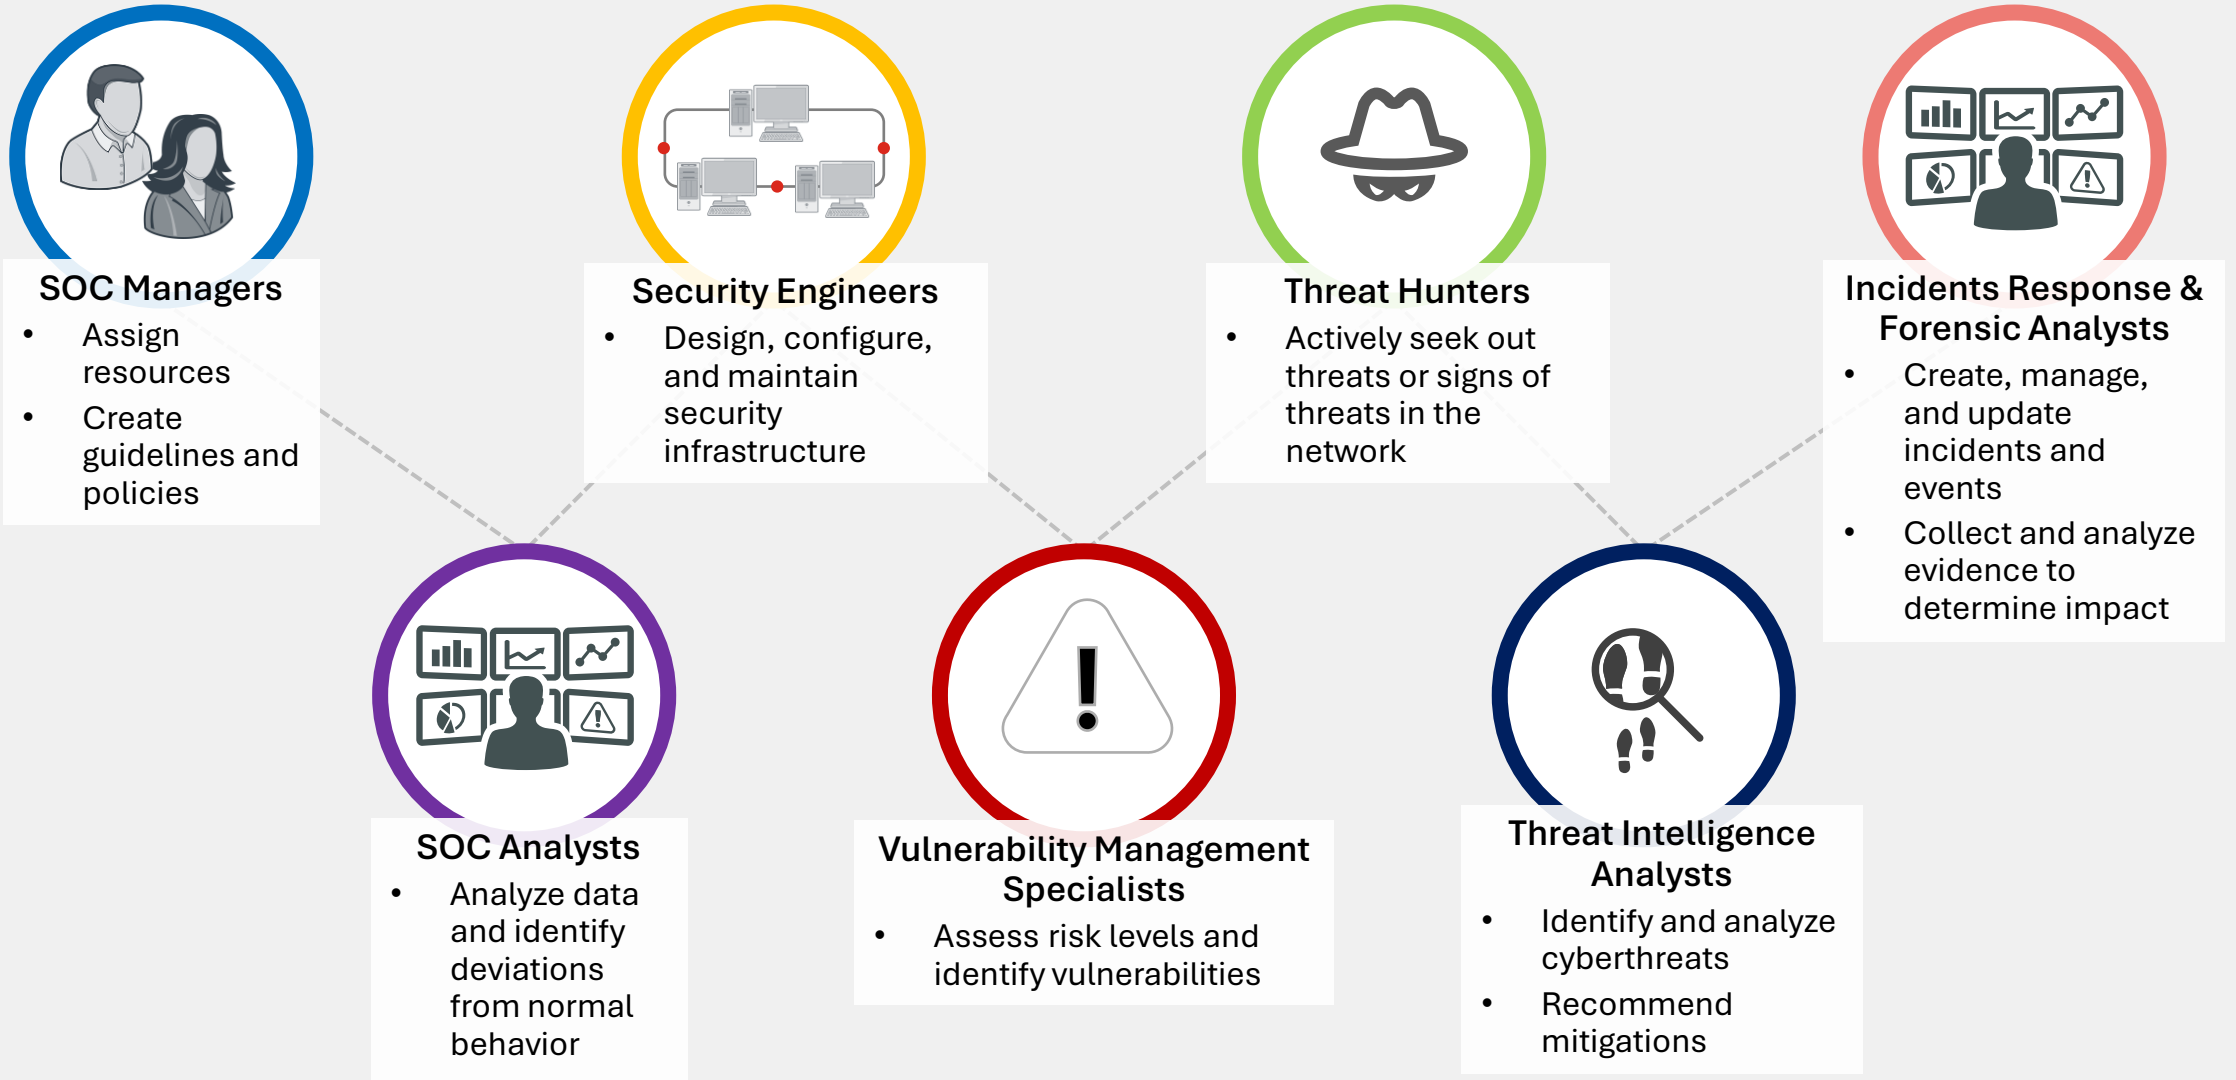 SOC Managers
• Assign
resources
• Create
guidelines and
policies
Security Engineers
• Design, configure,
and maintain
security
infrastructure
Threat Hunters
• Actively seek out
threats or signs of
threats in the
network
Incidents Response &
Forensic Analysts
• Create, manage,
and update
incidents and
events
• Collect and analyze
evidence to
determine impact
SOC Analysts
• Analyze data
and identify
deviations
from normal
behavior
Vulnerability Management
Specialists
• Assess risk levels and
identify vulnerabilities
Threat Intelligence
Analysts
• Identify and analyze
cyberthreats
• Recommend
mitigations